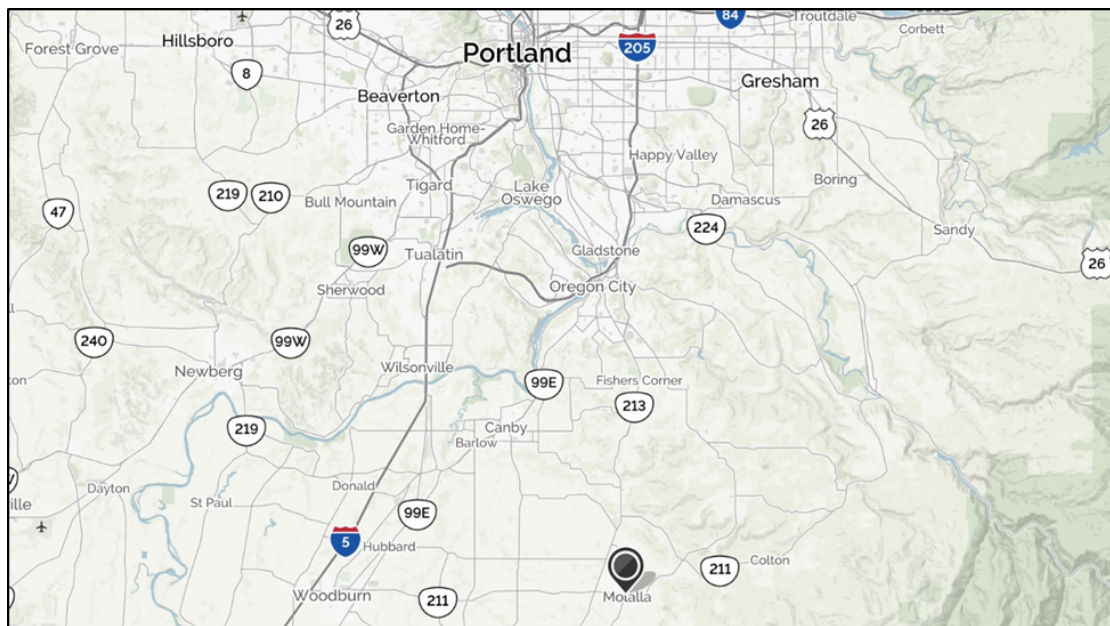 84
Troutdale
26
Corbett
Hillsboro
Forest Grove
Portland
205
8
Gresham
Beaverton
26
Garden Home-
Whitford
Happy Valley
Tigard
Lake
Oswego
Boring
219
210
Bull Mountain
Damascus
47
224
Sandy
99W
Tualatin
Gladstone
26
Sherwood
Oregon City
240
99W
Newberg
Wilsonville
ton
99E
Fishers Corner
213
219
Canby
Barlow
Donald
Dayton
ville
St Paul
99E
5
Hubbard
Colton
211
Woodburn
211
Molalla